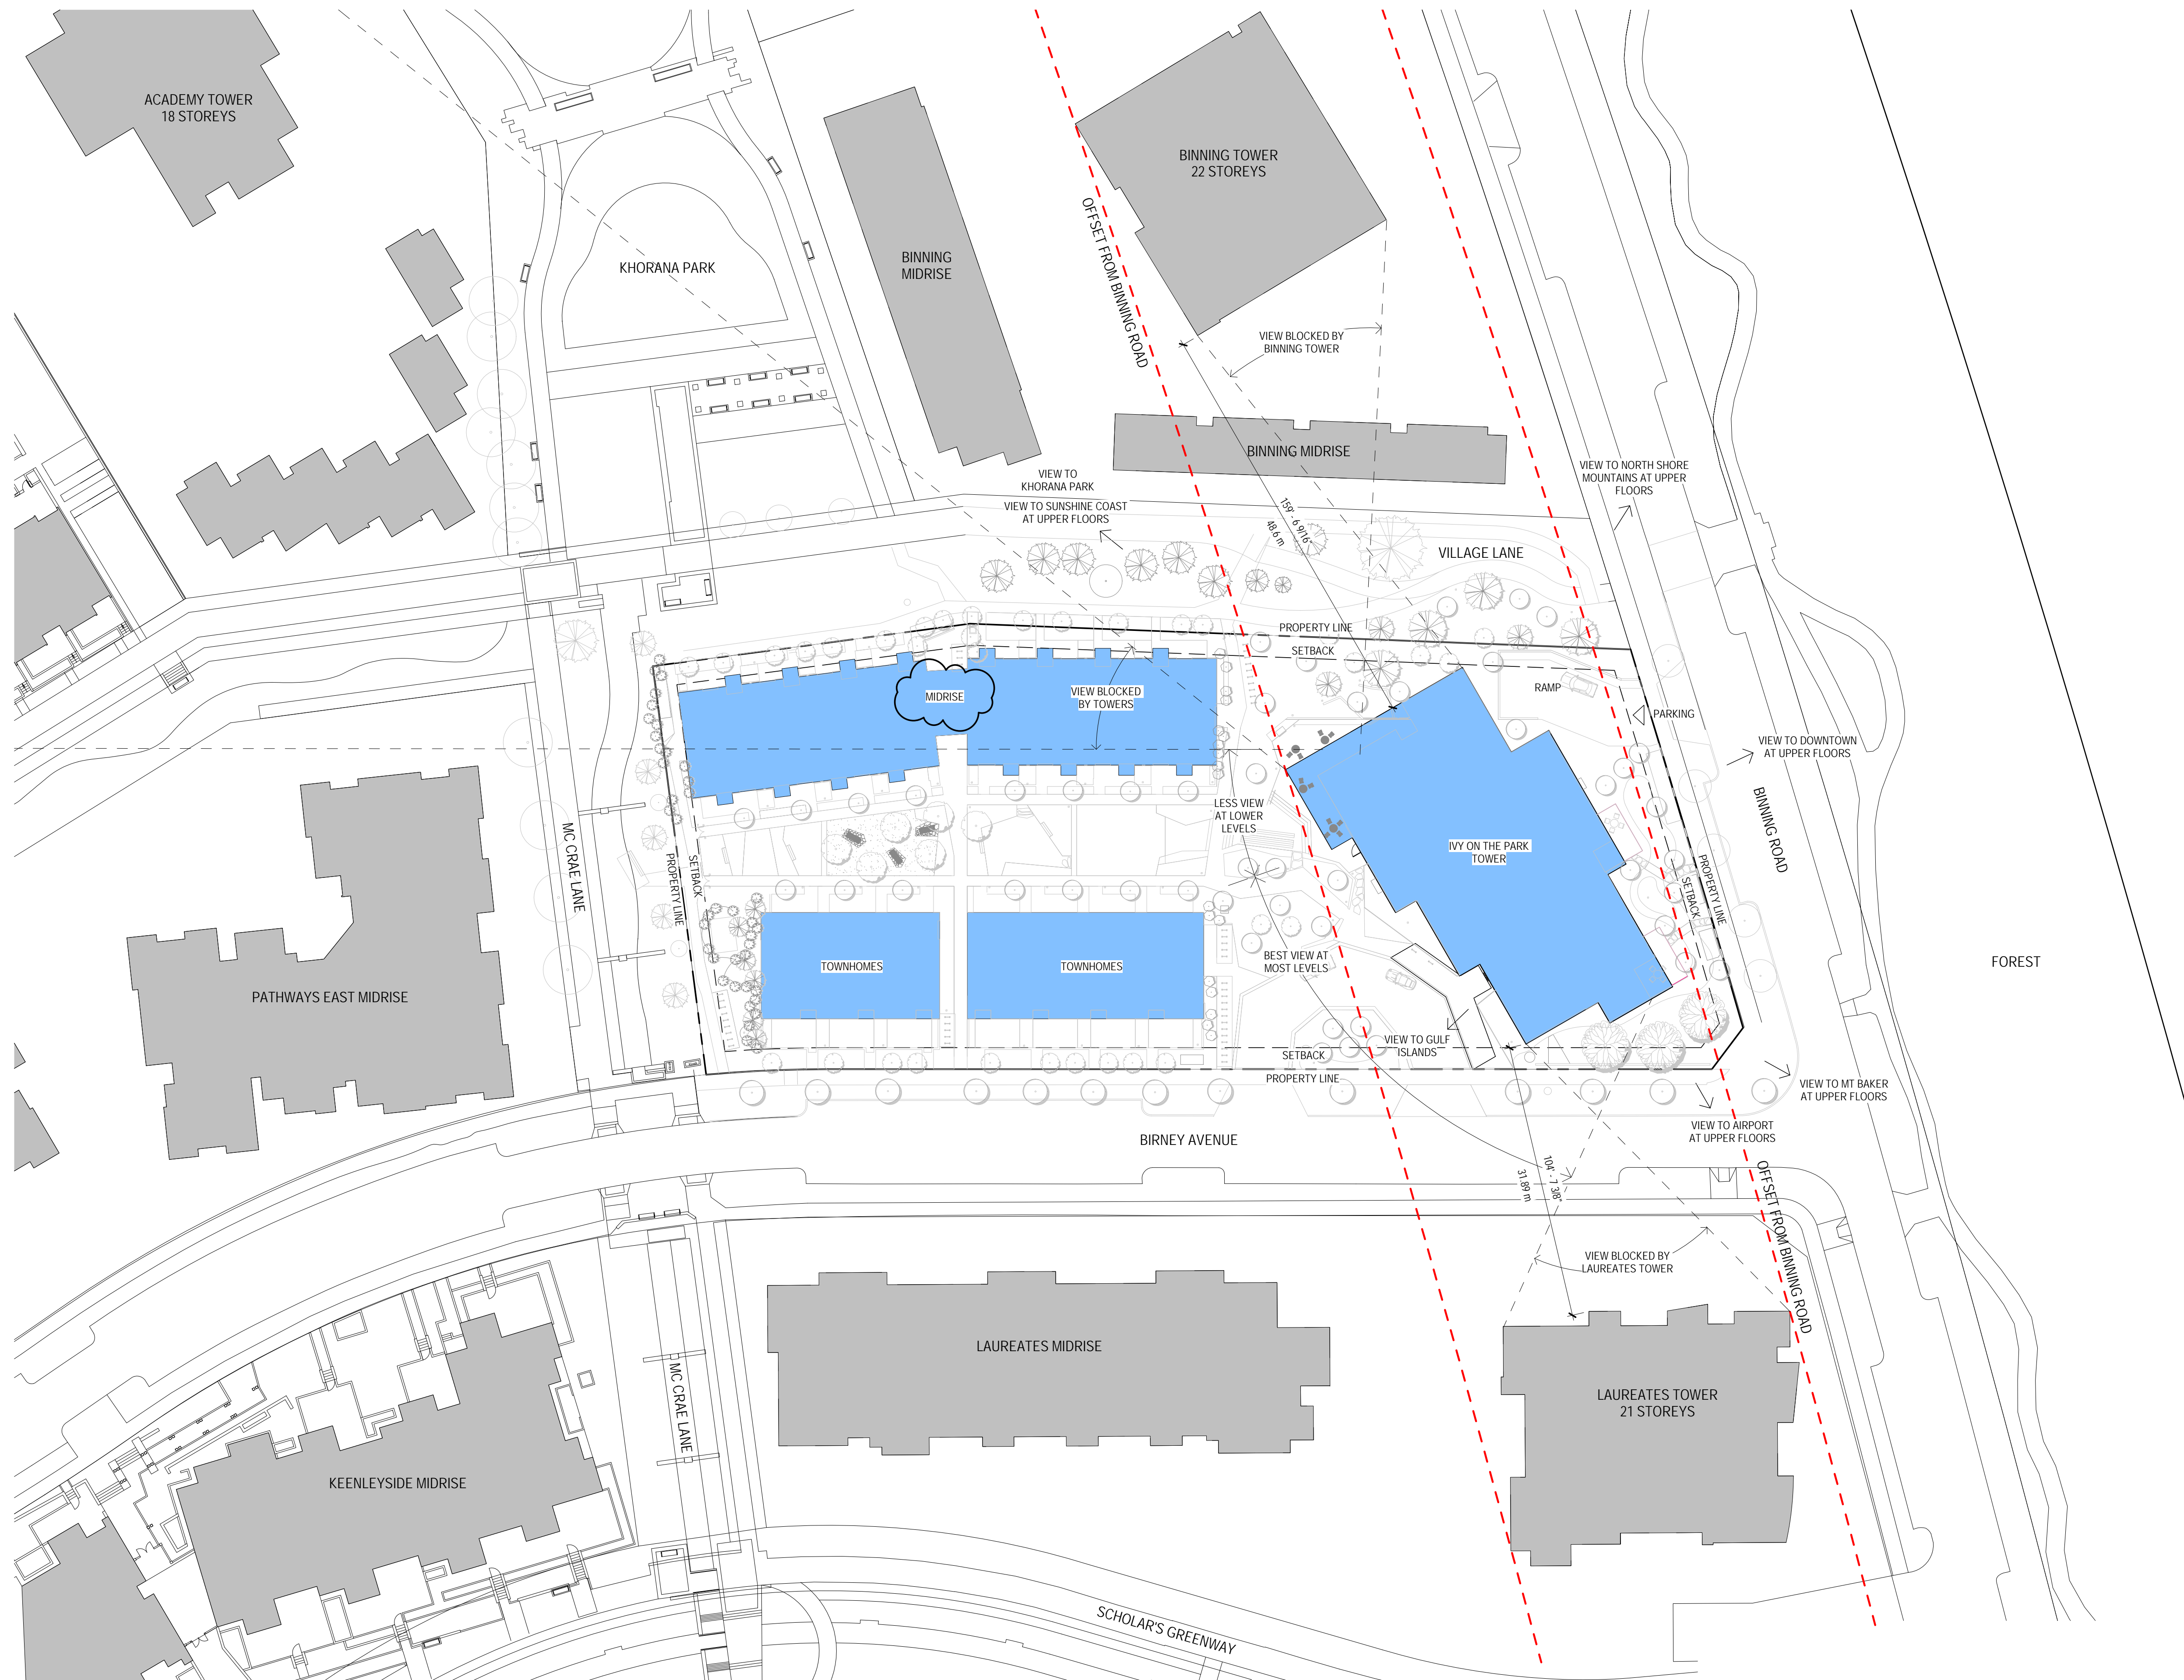 ACADEMY TOWER
18 STOREYS
BINNING TOWER
22 STOREYS
KHORANA PARK
BINNING
MIDRISE
OFFSET FROM BINNING ROAD
VIEW BLOCKED BY
BINNING TOWER
BINNING MIDRISE
VIEW TO
KHORANA PARK
VIEW TO SUNSHINE COAST
AT UPPER FLOORS
VIEW TO NORTH SHORE
MOUNTAINS AT UPPER
FLOORS
159' - 6 9/16"
48.6 m
VILLAGE LANE
PROPERTY LINE
SETBACK
RAMP
PARKING
MIDRISE
VIEW BLOCKED
BY TOWERS
VIEW TO DOWNTOWN
AT UPPER FLOORS
BINNING ROAD
LESS VIEW
AT LOWER
LEVELS
IVY ON THE PARK
TOWER
MC CRAE LANE
PROPERTY LINE
SETBACK
PROPERTY LINE
SETBACK
TOWNHOMES
TOWNHOMES
BEST VIEW AT
MOST LEVELS
FOREST
PATHWAYS EAST MIDRISE
VIEW TO GULF
ISLANDS
SETBACK
PROPERTY LINE
VIEW TO MT BAKER
AT UPPER FLOORS
VIEW TO AIRPORT
AT UPPER FLOORS
BIRNEY AVENUE
104' - 7 3/8"
31.89 m
OFFSET FROM BINNING ROAD
VIEW BLOCKED BY
LAUREATES TOWER
LAUREATES MIDRISE
MC CRAE LANE
LAUREATES TOWER
21 STOREYS
KEENLEYSIDE MIDRISE
SCHOLAR'S GREENWAY